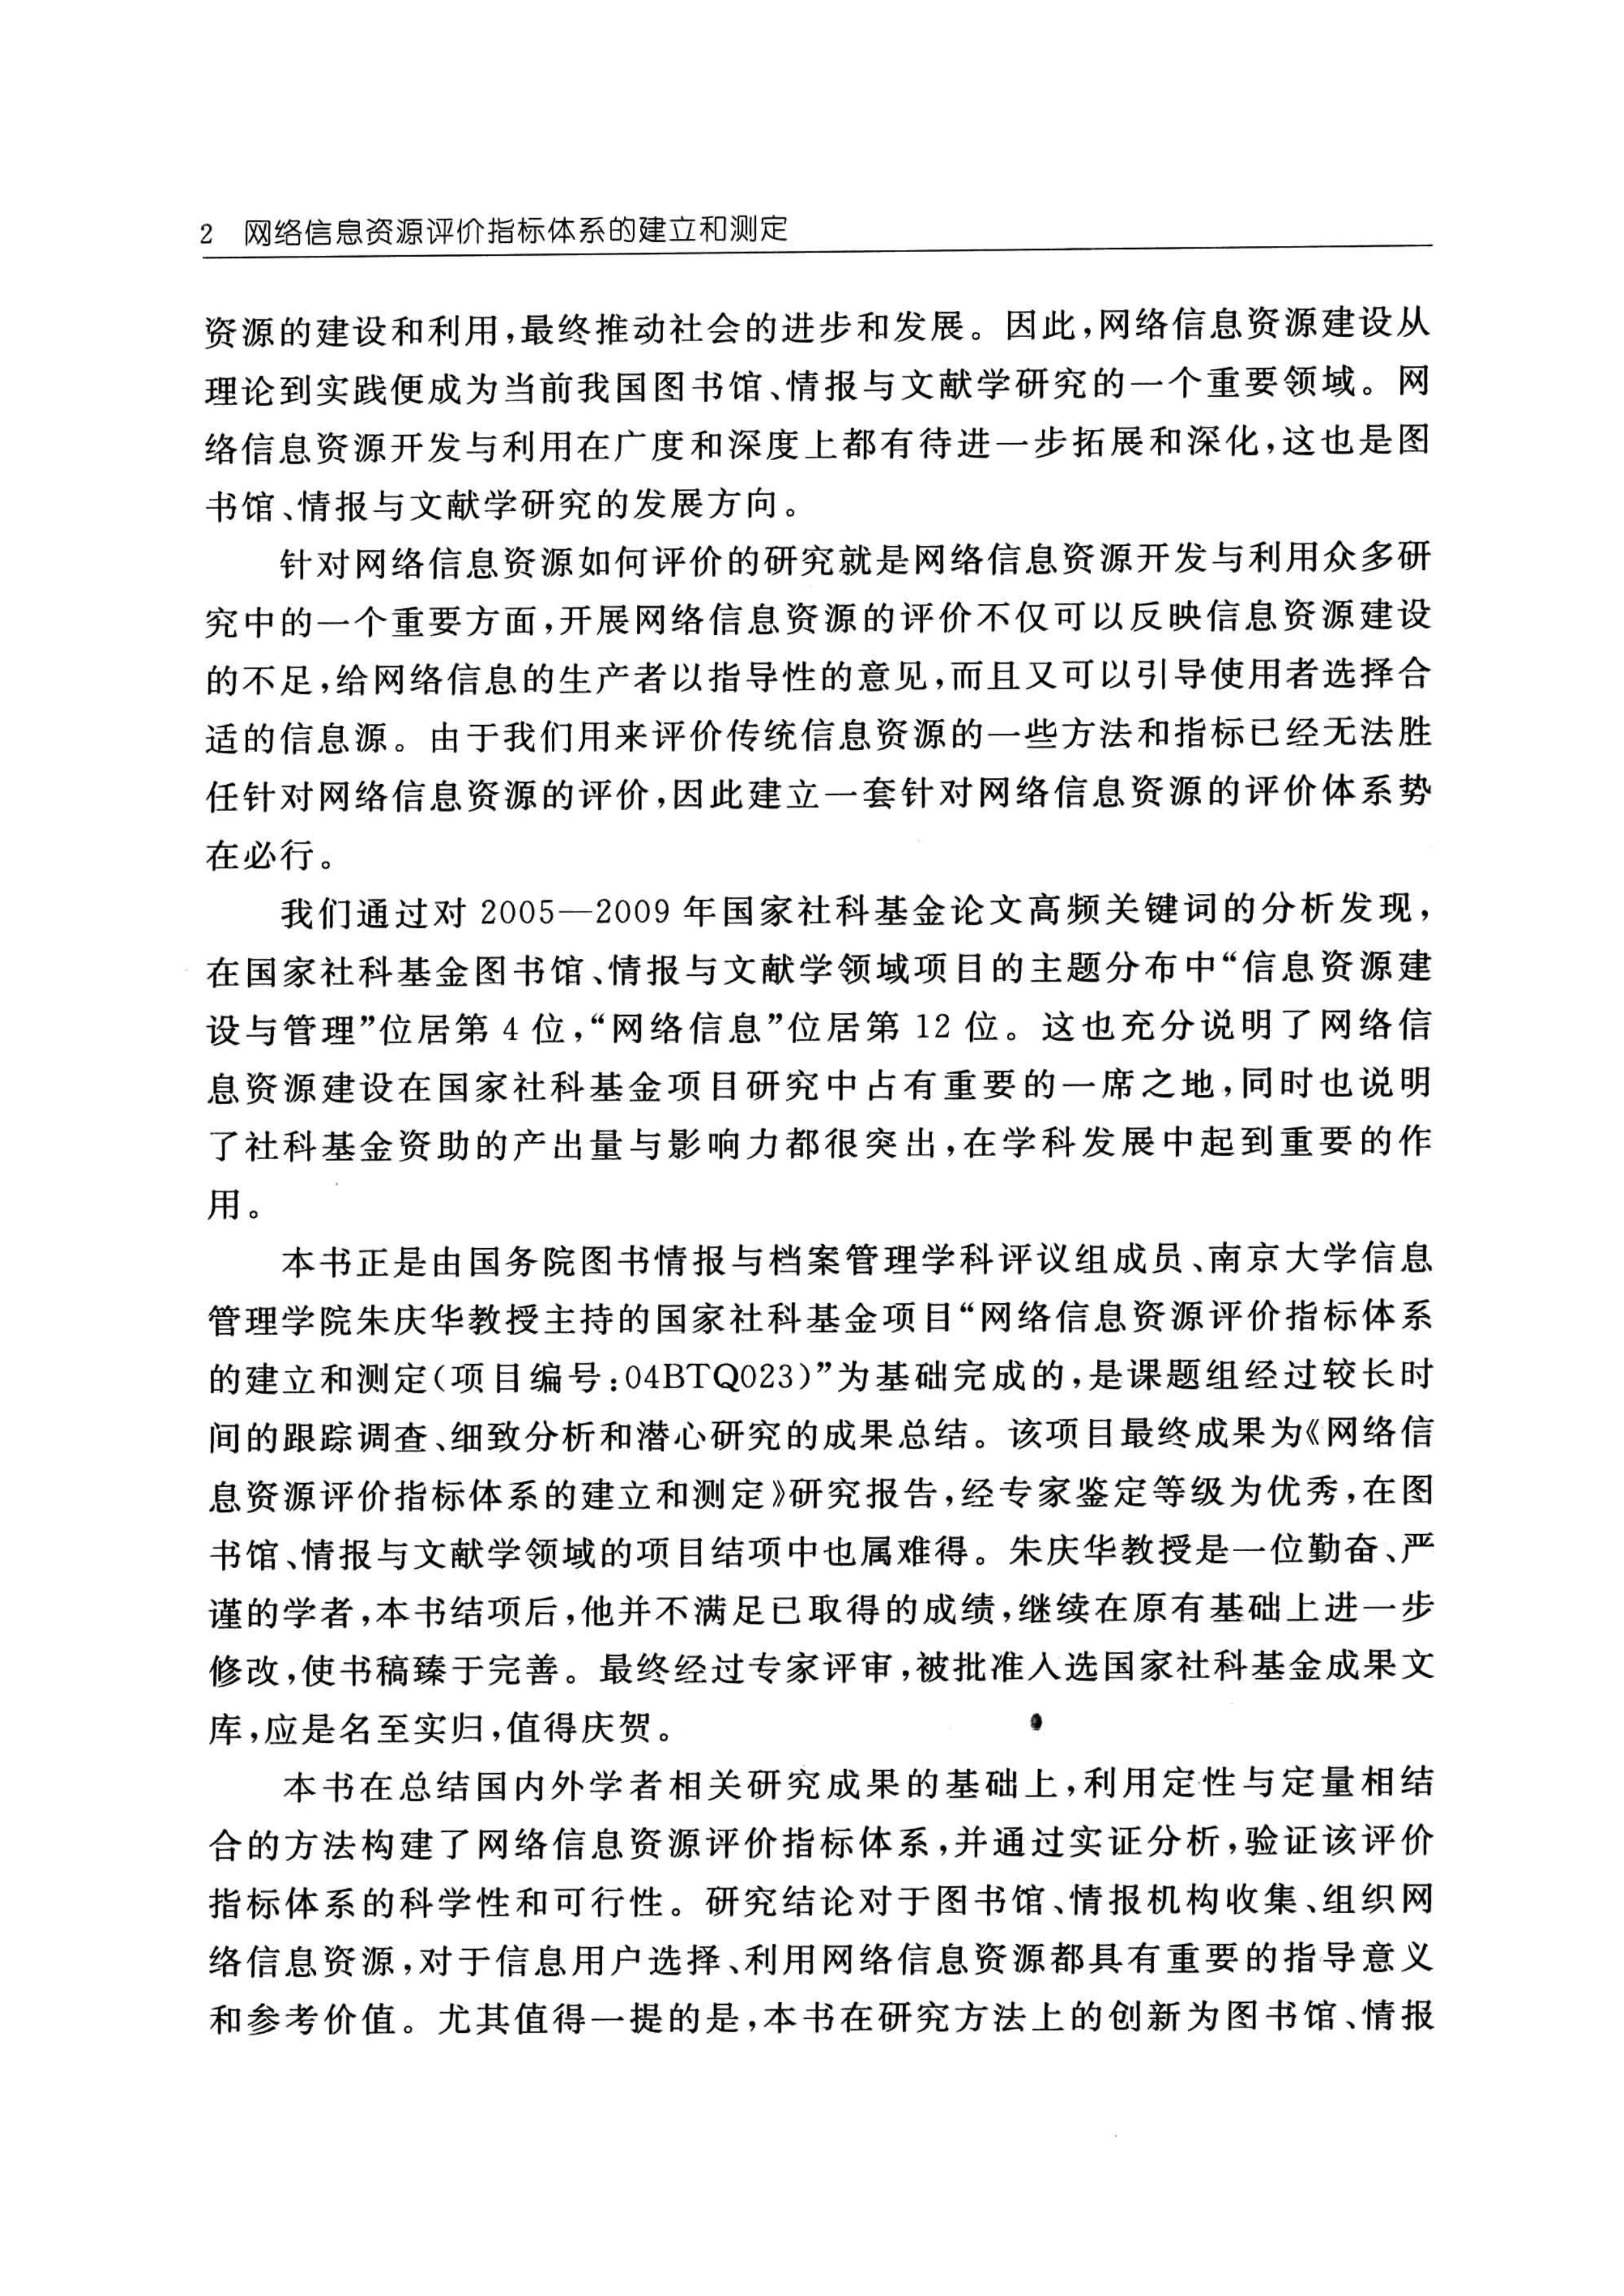 2 网络信息资源评价指标体系的建立和测定
资源的建设和利用,最终推动社会的进步和发展。因此,网络信息资源建设从
理论到实践便成为当前我国图书馆、情报与文献学研究的一个重要领域。网
络信息资源开发与利用在广度和深度上都有待进一步拓展和深化,这也是图
书馆、情报与文献学研究的发展方向。
针对网络信息资源如何评价的研究就是网络信息资源开发与利用众多研
究中的一个重要方面,开展网络信息资源的评价不仅可以反映信息资源建设
的不足,给网络信息的生产者以指导性的意见,而且又可以引导使用者选择合
适的信息源。由于我们用来评价传统信息资源的一些方法和指标已经无法胜
任针对网络信息资源的评价,因此建立一套针对网络信息资源的评价体系势
在必行。
我们通过对 2005—2009 年国家社科基金论文高频关键词的分析发现,
在国家社科基金图书馆、情报与文献学领域项目的主题分布中“信息资源建
设与管理”位居第 4 位,“网络信息”位居第 12 位。这也充分说明了网络信
息资源建设在国家社科基金项目研究中占有重要的一席之地,同时也说明
了社科基金资助的产出量与影响力都很突出,在学科发展中起到重要的作
用。
本书正是由国务院图书情报与档案管理学科评议组成员、南京大学信息
管理学院朱庆华教授主持的国家社科基金项目“网络信息资源评价指标体系
的建立和测定(项目编号:04BTQ023)”为基础完成的,是课题组经过较长时
间的跟踪调查、细致分析和潜心研究的成果总结。该项目最终成果为《网络信
息资源评价指标体系的建立和测定》研究报告,经专家鉴定等级为优秀,在图
书馆、情报与文献学领域的项目结项中也属难得。朱庆华教授是一位勤奋、严
谨的学者,本书结项后,他并不满足已取得的成绩,继续在原有基础上进一步
修改,使书稿臻于完善。最终经过专家评审,被批准入选国家社科基金成果文
库,应是名至实归,值得庆贺。
本书在总结国内外学者相关研究成果的基础上,利用定性与定量相结
合的方法构建了网络信息资源评价指标体系,并通过实证分析,验证该评价
指标体系的科学性和可行性。研究结论对于图书馆、情报机构收集、组织网
络信息资源,对于信息用户选择、利用网络信息资源都具有重要的指导意义
和参考价值。尤其值得一提的是,本书在研究方法上的创新为图书馆、情报